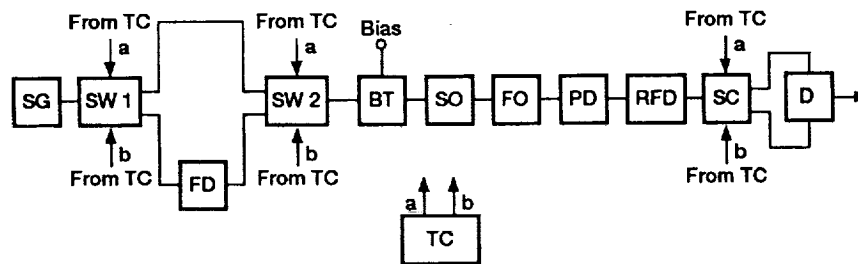 From TC
From TC
Bias
From TC
a
a
a
SG
SW 1
SW 2
BT
SO
FO
PD
RFD
SC
D
b
b
b
From TC
FD
From TC
From TC
a
b
TC